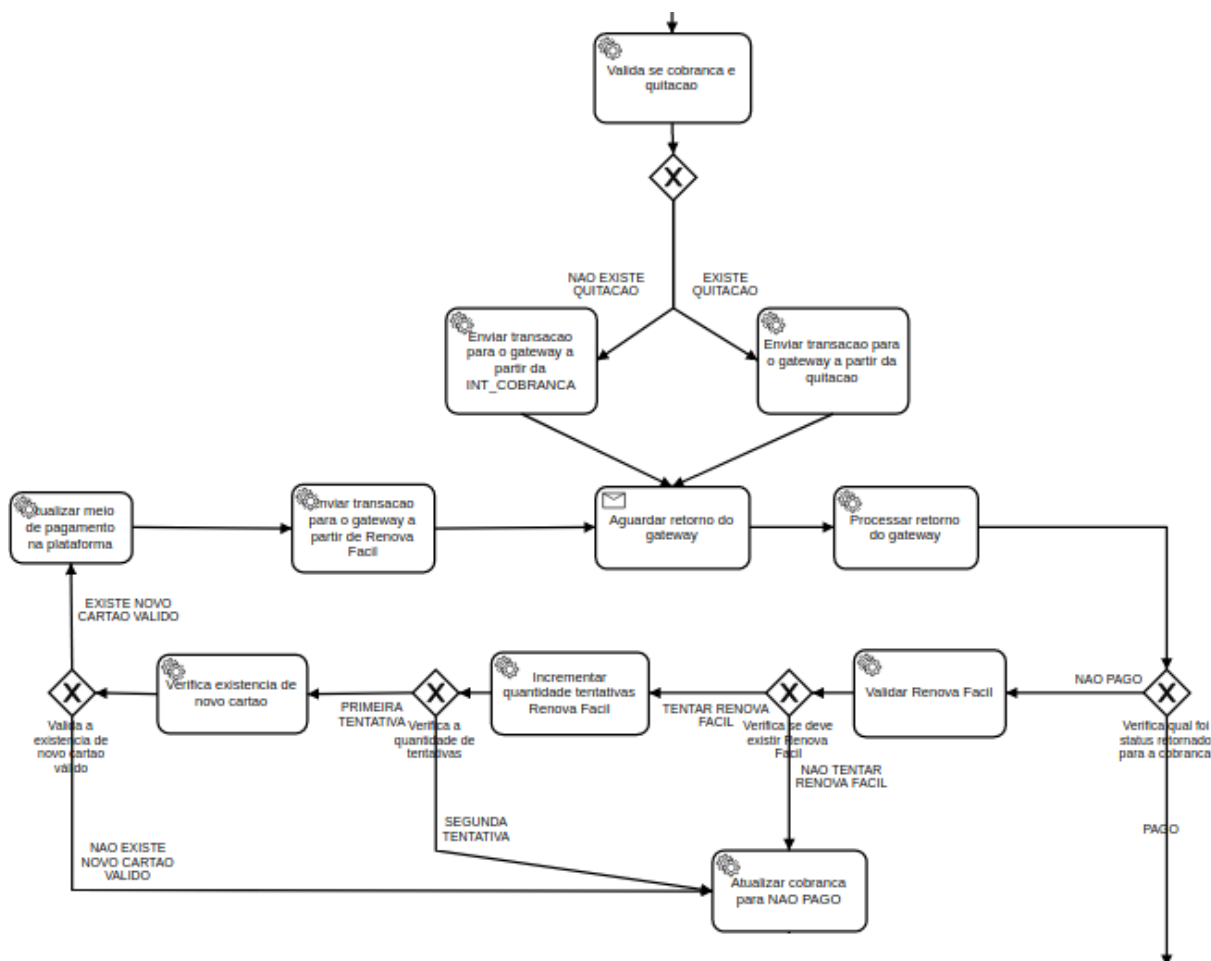 Valida se cobranca e
quitacao
NAO EXISTE
QUITACAO
EXISTE
QUITACAO
Enviar transacao
para o gateway a
partir da
INT_COBRANCA
Enviar transacao para
o gateway a partir da
quitacao
tualizar meio
de pagamento
na plataforma
Enviar transacao
para o gateway a
partir de Renova
Facil
Aguardar retorno do
gateway
Processar retorno
do gateway
EXISTE NOVO
CARTAO VALIDO
Verifica existencia de
novo cartao
Incrementar
quantidade tentativas
Renova Facil
Validar Renova Facil
NAO PAGO
PRIMEIRA
TENTATIVA
TENTAR RENOVA
FACIL
Valida a
existencia de
novo cartao
válido
Verifica a
quantidade de
tentativas
Verifica se deve
existir Renova
Facil
Verifica qual foi
status retornado
para a cobranca
NAO TENTAR
RENOVA FACIL
SEGUNDA
TENTATIVA
PAGO
NAO EXISTE
NOVO CARTAO
VALIDO
Atualizar cobranca
para NAO PAGO